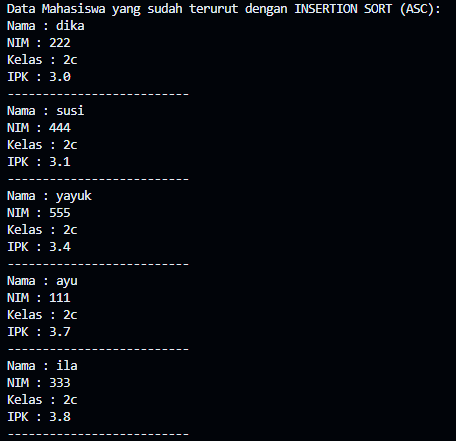 Data Mahasiswa yang sudah terurut dengan INSERTION SORT (ASC):
Nama : dika
NIM : 222
Kelas : 2c
IPK : 3.0
--------------------------
Nama : susi
NIM : 444
Kelas : 2c
IPK : 3.1
--------------------------
Nama : yayuk
NIM : 555
Kelas : 2c
IPK : 3.4
--------------------------
Nama : ayu
NIM : 111
Kelas : 2c
IPK : 3.7
--------------------------
Nama : ila
NIM : 333
Kelas : 2c
IPK : 3.8
--------------------------